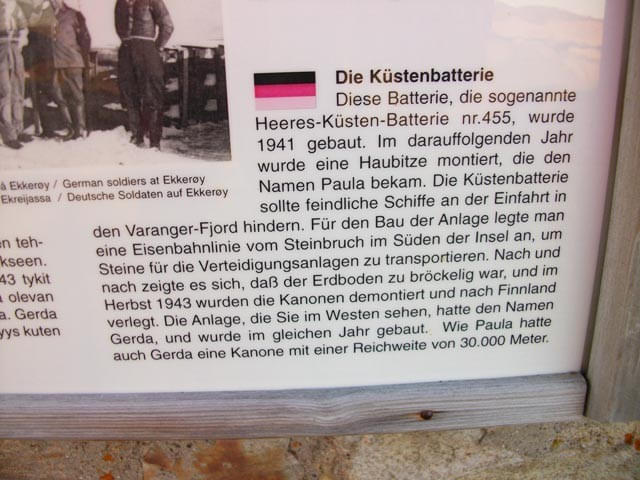 å Ekkerøy / German soldiers at Ekkerøy
Ekreijassa / Deutsche Soldaten auf Ekkerøy
n teh-
kseen.
43 tykit
olevan
a. Gerda
yys kuten
Die Küstenbatterie
Diese Batterie, die sogenannte
Heeres-Küsten-Batterie nr.455, wurde
1941 gebaut. Im darauffolgenden Jahr
wurde eine Haubitze montiert, die den
Namen Paula bekam. Die Küstenbatterie
sollte feindliche Schiffe an der Einfahrt in
den Varanger-Fjord hindern. Für den Bau der Anlage legte man
eine Eisenbahnlinie vom Steinbruch im Süden der Insel an, um
Steine für die Verteidigungsanlagen zu transportieren. Nach und
nach zeigte es sich, daß der Erdboden zu bröckelig war, und im
Herbst 1943 wurden die Kanonen demontiert und nach Finnland
verlegt. Die Anlage, die Sie im Westen sehen, hatte den Namen
Gerda, und wurde im gleichen Jahr gebaut. Wie Paula hatte
auch Gerda eine Kanone mit einer Reichweite von 30.000 Meter.